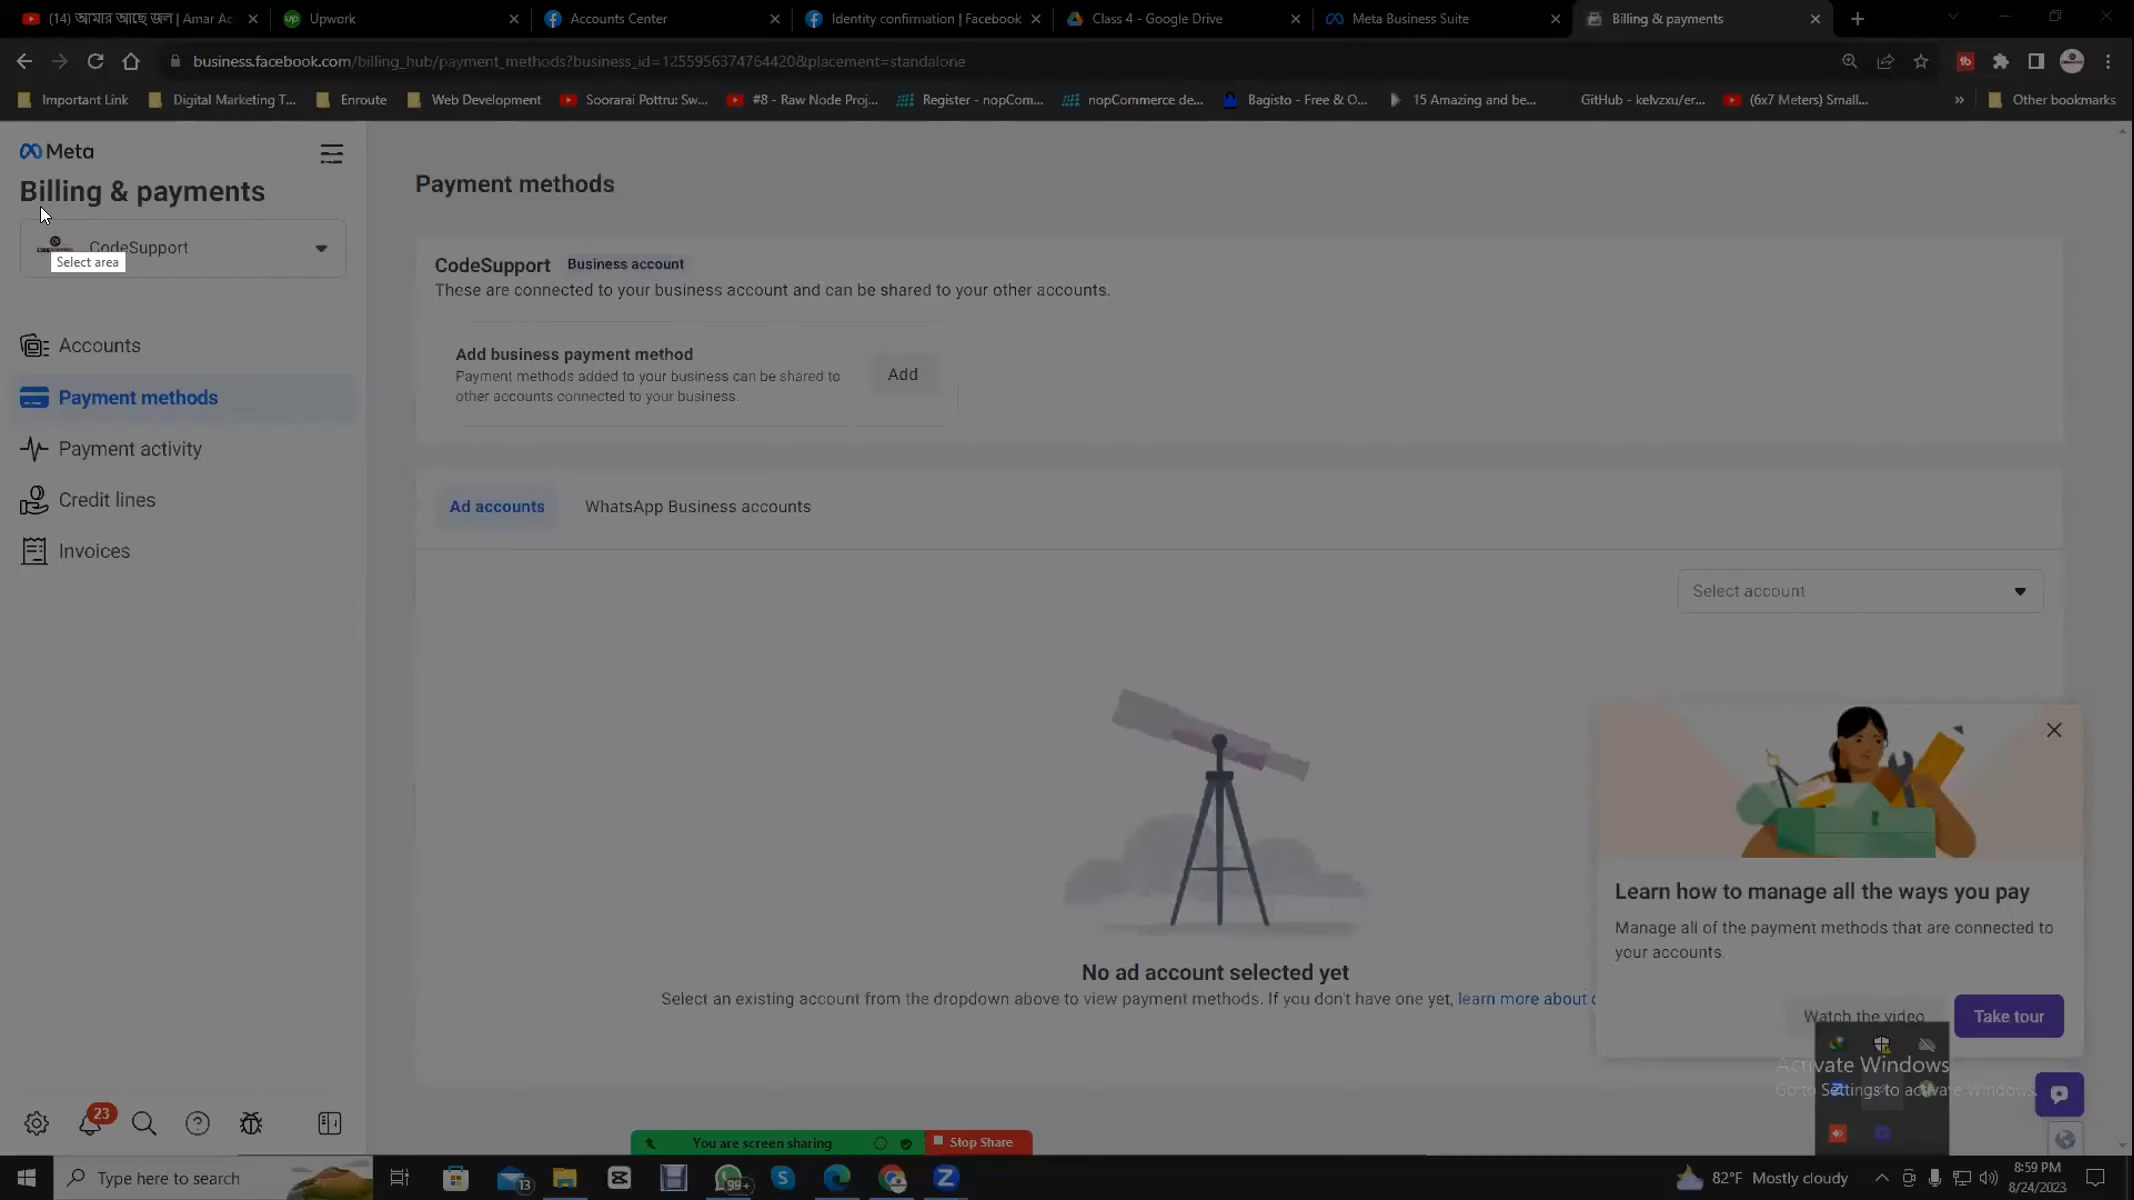 (14) আমার আছে জল | Amar Ac
Upwork
Accounts Center
Identity confirmation | Facebook
Class 4 - Google Drive
Meta Business Suite
Billing & payments
business.facebook.com/billing_hub/payment_methods?business_id=1255956374764420&placement=standalone
Important Link
Digital Marketing T...
Enroute
Web Development
Soorarai Pottru: Sw...
#8 - Raw Node Proj...
Register - nopCom...
nopCommerce de...
Bagisto - Free & O...
15 Amazing and be...
GitHub - kelvzxu/er...
(6x7 Meters) Small...
Other bookmarks
Meta
Billing & payments
CodeSupport
Select area
Accounts
Payment methods
Payment activity
Credit lines
Invoices
Payment methods
CodeSupport Business account
These are connected to your business account and can be shared to your other accounts.
Add business payment method
Payment methods added to your business can be shared to
other accounts connected to your business.
Add
Ad accounts
WhatsApp Business accounts
Select account
No ad account selected yet
Select an existing account from the dropdown above to view payment methods. If you don't have one yet, learn more about
Learn how to manage all the ways you pay
Manage all of the payment methods that are connected to
your accounts.
Watch the video
Take tour
Activate Windows
Go to Settings to activate Windows.
23
You are screen sharing
Stop Share
Type here to search
13
99+
82°F Mostly cloudy
8:59 PM
8/24/2023